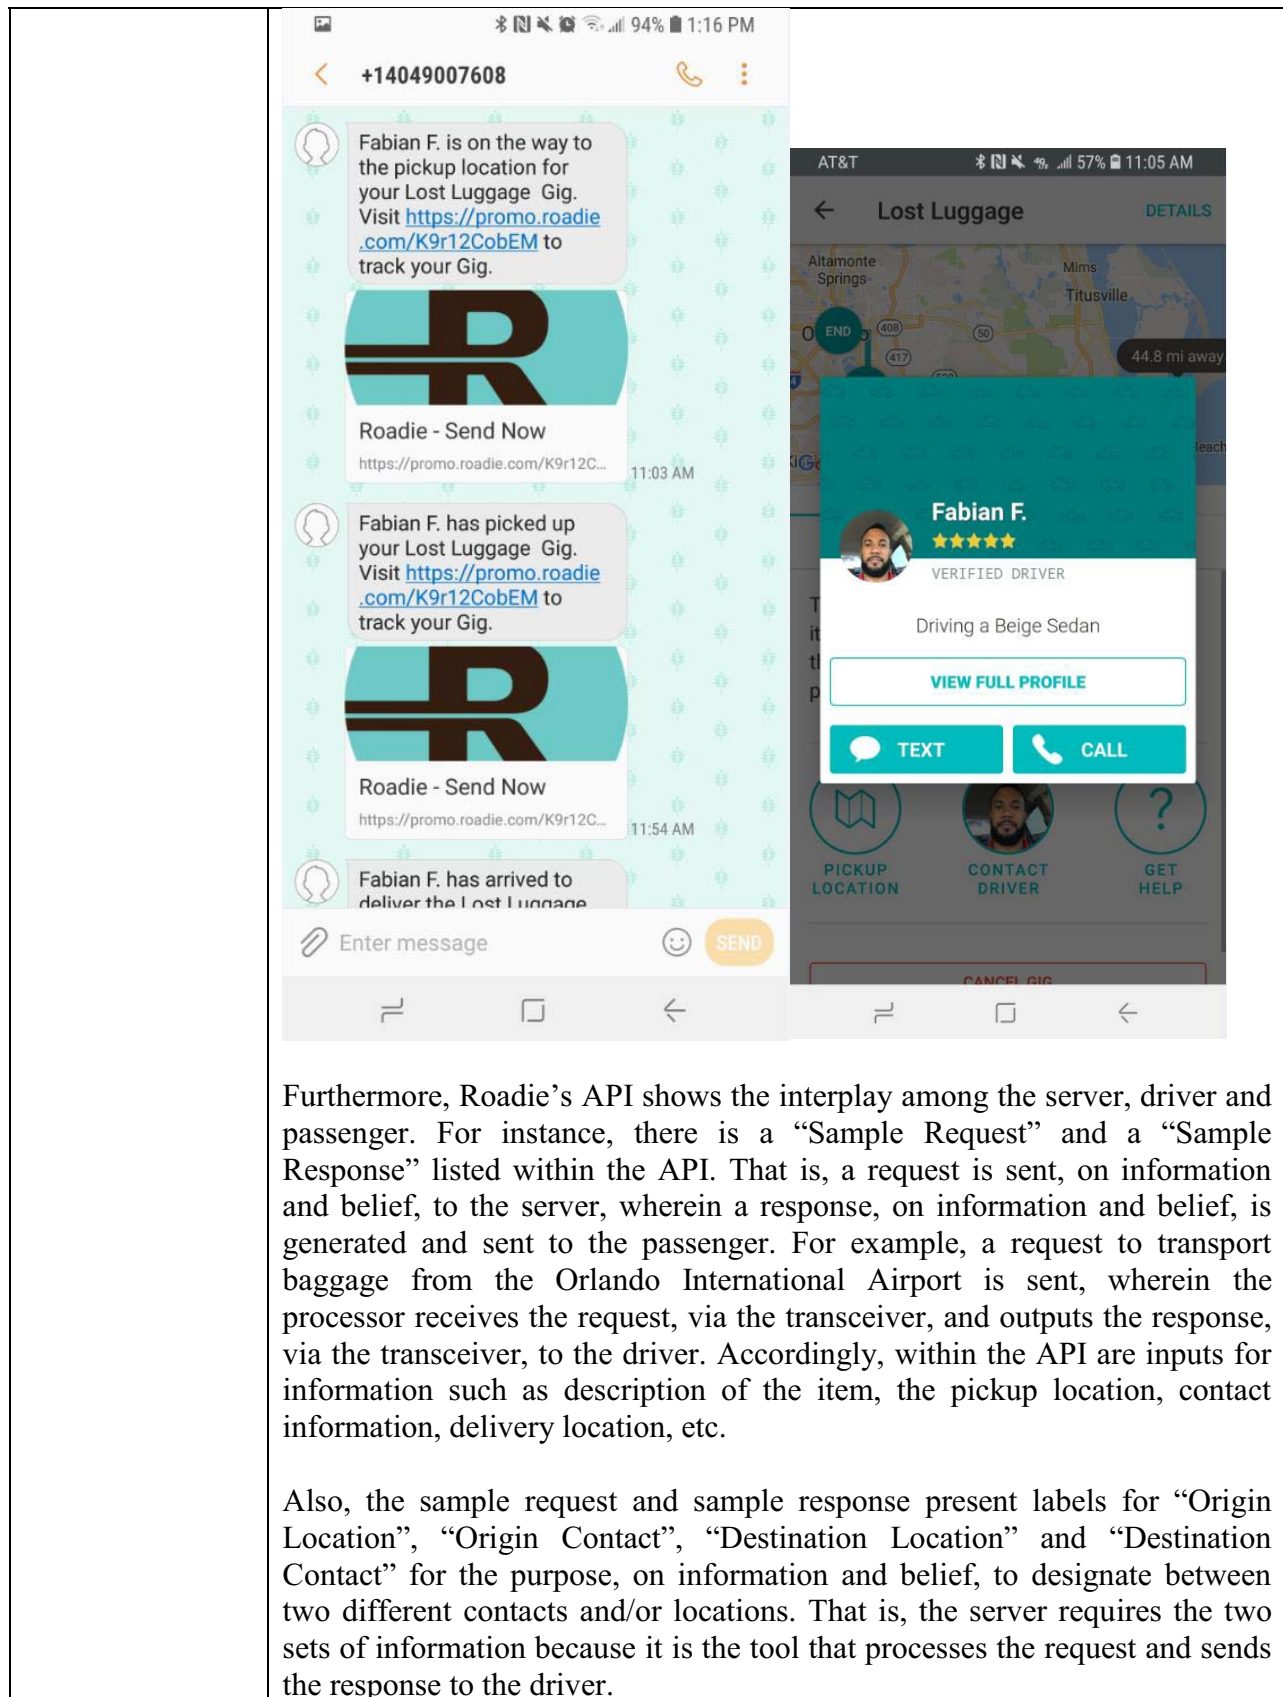 94% 1:16 PM
+14049007608
Fabian F. is on the way to
the pickup location for
your Lost Luggage Gig.
Visit https://promo.roadie
.com/K9r12CobEM to
track your Gig.
R
Roadie - Send Now
https://promo.roadie.com/K9r12C...
11:03 AM
Fabian F. has picked up
your Lost Luggage Gig.
Visit https://promo.roadie
.com/K9r12CobEM to
track your Gig.
R
Roadie - Send Now
https://promo.roadie.com/K9r12C...
11:54 AM
Fabian F. has arrived to
deliver the Lost Luggage
Enter message
SEND
AT&T 57% 11:05 AM
Lost Luggage DETAILS
Altamonte
Springs
Mims
Titusville
END
408
50
417
44.8 mi away
4
Beach
Fabian F.
VERIFIED DRIVER
Driving a Beige Sedan
VIEW FULL PROFILE
TEXT CALL
PICKUP
LOCATION
CONTACT
DRIVER
GET
HELP
CANCEL GIG
Furthermore, Roadie’s API shows the interplay among the server, driver and
passenger. For instance, there is a “Sample Request” and a “Sample
Response” listed within the API. That is, a request is sent, on information
and belief, to the server, wherein a response, on information and belief, is
generated and sent to the passenger. For example, a request to transport
baggage from the Orlando International Airport is sent, wherein the
processor receives the request, via the transceiver, and outputs the response,
via the transceiver, to the driver. Accordingly, within the API are inputs for
information such as description of the item, the pickup location, contact
information, delivery location, etc.
Also, the sample request and sample response present labels for “Origin
Location”, “Origin Contact”, “Destination Location” and “Destination
Contact” for the purpose, on information and belief, to designate between
two different contacts and/or locations. That is, the server requires the two
sets of information because it is the tool that processes the request and sends
the response to the driver.